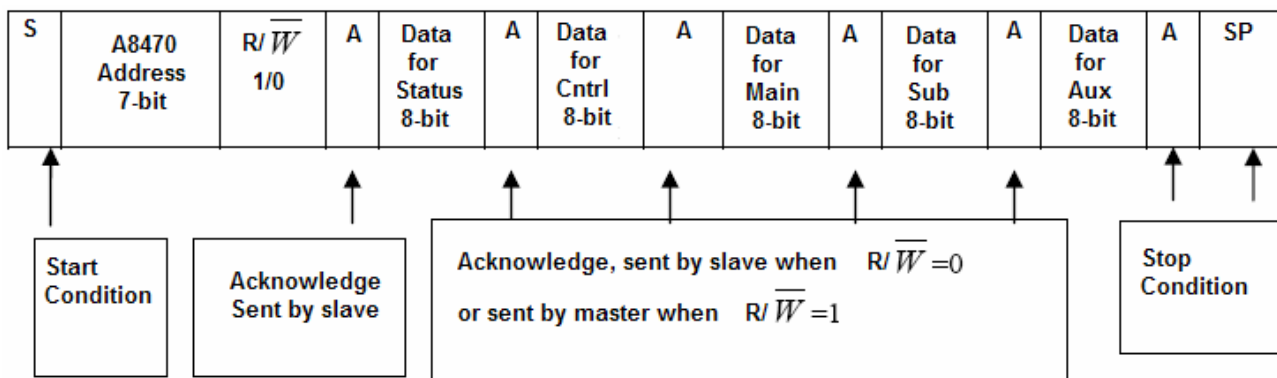 S
A8470
Address
7-bit
R/W̅
1/0
A
Data
for
Status
8-bit
A
Data
for
Cntrl
8-bit
A
Data
for
Main
8-bit
A
Data
for
Sub
8-bit
A
Data
for
Aux
8-bit
A
SP
Start
Condition
Acknowledge
Sent by slave
Acknowledge, sent by slave when R/W̅=0
or sent by master when R/W̅=1
Stop
Condition